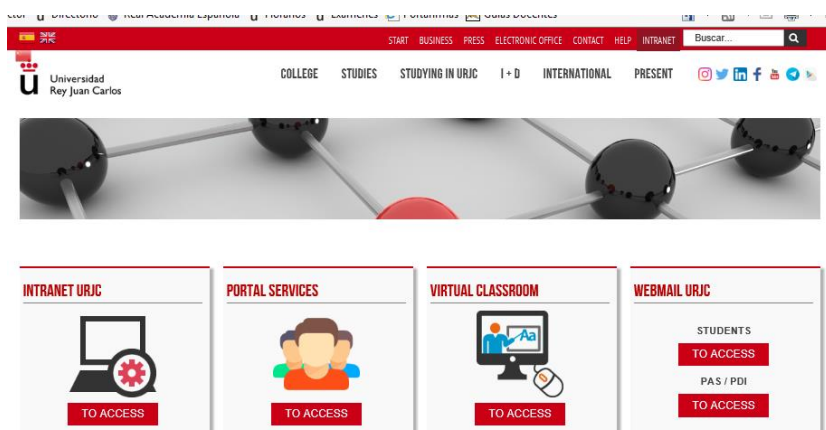 START BUSINESS PRESS ELECTRONIC OFFICE CONTACT HELP INTRANET Buscar...
Universidad
Rey Juan Carlos
COLLEGE STUDIES STUDYING IN URJC I + D INTERNATIONAL PRESENT
INTRANET URJC PORTAL SERVICES VIRTUAL CLASSROOM WEBMAIL URJC
Aa
STUDENTS
TO ACCESS
PAS / PDI
TO ACCESS
TO ACCESS TO ACCESS TO ACCESS